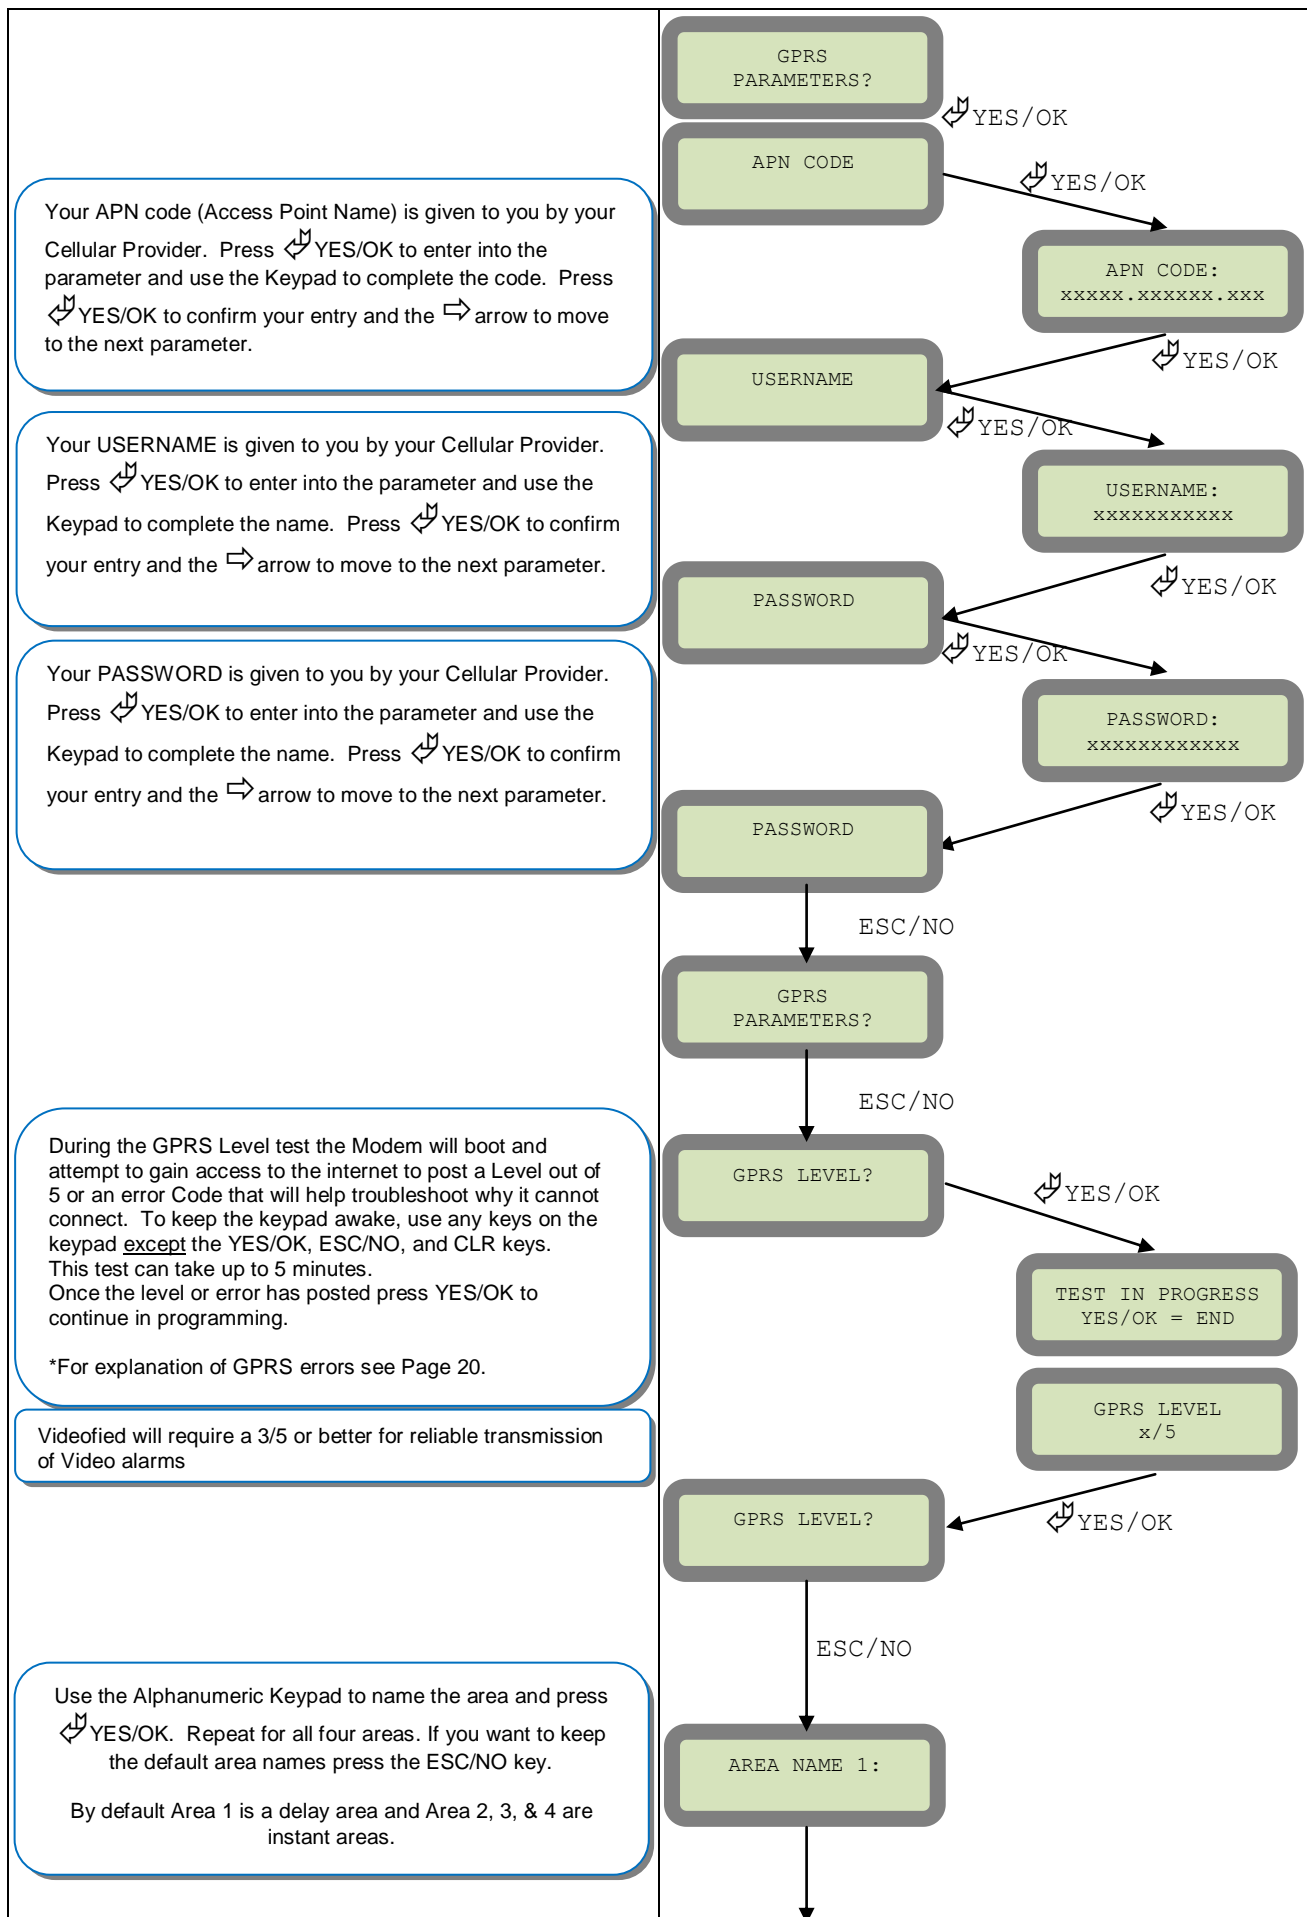 GPRS
PARAMETERS?
YES/OK
APN CODE
YES/OK
Your APN code (Access Point Name) is given to you by your
Cellular Provider.  Press YES/OK to enter into the
parameter and use the Keypad to complete the code.  Press
YES/OK to confirm your entry and the arrow to move
to the next parameter.
APN CODE:
xxxxx.xxxxxx.xxx
YES/OK
USERNAME
YES/OK
Your USERNAME is given to you by your Cellular Provider.
Press YES/OK to enter into the parameter and use the
Keypad to complete the name.  Press YES/OK to confirm
your entry and the arrow to move to the next parameter.
USERNAME:
xxxxxxxxxxx
YES/OK
PASSWORD
YES/OK
Your PASSWORD is given to you by your Cellular Provider.
Press YES/OK to enter into the parameter and use the
Keypad to complete the name.  Press YES/OK to confirm
your entry and the arrow to move to the next parameter.
PASSWORD:
xxxxxxxxxxxx
YES/OK
PASSWORD
ESC/NO
GPRS
PARAMETERS?
ESC/NO
During the GPRS Level test the Modem will boot and
attempt to gain access to the internet to post a Level out of
5 or an error Code that will help troubleshoot why it cannot
connect.  To keep the keypad awake, use any keys on the
keypad except the YES/OK, ESC/NO, and CLR keys.
This test can take up to 5 minutes.
Once the level or error has posted press YES/OK to
continue in programming.
*For explanation of GPRS errors see Page 20.
GPRS LEVEL?
YES/OK
TEST IN PROGRESS
YES/OK = END
GPRS LEVEL
x/5
Videofied will require a 3/5 or better for reliable transmission
of Video alarms
YES/OK
GPRS LEVEL?
ESC/NO
Use the Alphanumeric Keypad to name the area and press
YES/OK.  Repeat for all four areas. If you want to keep
the default area names press the ESC/NO key.
By default Area 1 is a delay area and Area 2, 3, & 4 are
instant areas.
AREA NAME 1: